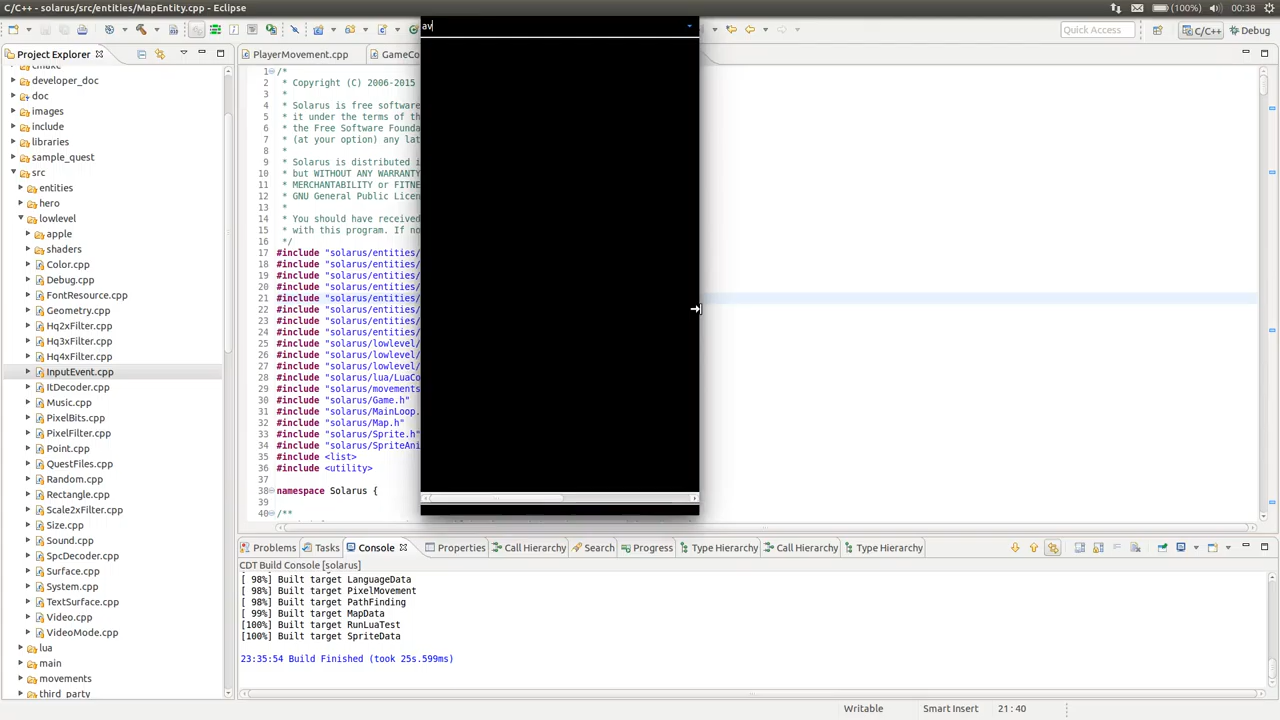 C/C++ - solarus/src/entities/MapEntity.cpp - Eclipse
(100%)
00:38
Quick Access
C/C++
Debug
Project Explorer
cmake
developer_doc
doc
images
include
libraries
sample_quest
src
entities
hero
lowlevel
apple
shaders
Color.cpp
Debug.cpp
FontResource.cpp
Geometry.cpp
Hq2xFilter.cpp
Hq3xFilter.cpp
Hq4xFilter.cpp
InputEvent.cpp
ItDecoder.cpp
Music.cpp
PixelBits.cpp
PixelFilter.cpp
Point.cpp
QuestFiles.cpp
Random.cpp
Rectangle.cpp
Scale2xFilter.cpp
Size.cpp
Sound.cpp
SpcDecoder.cpp
Surface.cpp
System.cpp
TextSurface.cpp
Video.cpp
VideoMode.cpp
lua
main
movements
third_party
PlayerMovement.cpp
GameCo
av
1 /*
2 * Copyright (C) 2006-2015
3 *
4 * Solarus is free software
5 * it under the terms of th
6 * the Free Software Founda
7 * (at your option) any lat
8 *
9 * Solarus is distributed i
10 * but WITHOUT ANY WARRANTY
11 * MERCHANTABILITY or FITNE
12 * GNU General Public Licen
13 *
14 * You should have received
15 * with this program. If no
16 */
17 #include "solarus/entities/
18 #include "solarus/entities/
19 #include "solarus/entities/
20 #include "solarus/entities/
21 #include "solarus/entities/
22 #include "solarus/entities/
23 #include "solarus/entities/
24 #include "solarus/entities/
25 #include "solarus/lowlevel/
26 #include "solarus/lowlevel/
27 #include "solarus/lowlevel/
28 #include "solarus/lua/LuaCo
29 #include "solarus/movements
30 #include "solarus/Game.h"
31 #include "solarus/MainLoop.
32 #include "solarus/Map.h"
33 #include "solarus/Sprite.h"
34 #include "solarus/SpriteAni
35 #include <list>
36 #include <utility>
37
38 namespace Solarus {
39
40 /**
Problems
Tasks
Console
Properties
Call Hierarchy
Search
Progress
Type Hierarchy
Call Hierarchy
Type Hierarchy
CDT Build Console [solarus]
[ 98%] Built target LanguageData
[ 98%] Built target PixelMovement
[ 98%] Built target PathFinding
[ 99%] Built target MapData
[100%] Built target RunLuaTest
[100%] Built target SpriteData
23:35:54 Build Finished (took 25s.599ms)
Writable
Smart Insert
21 : 40